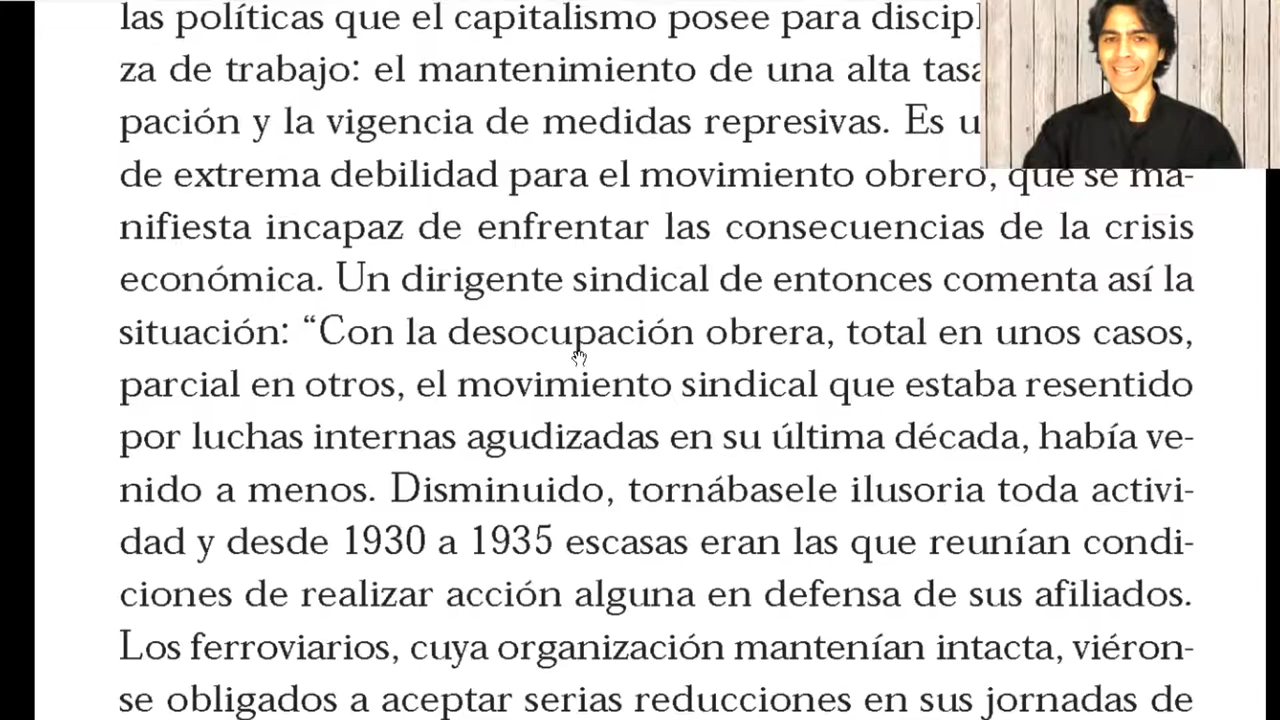 las políticas que el capitalismo posee para discipl
za de trabajo: el mantenimiento de una alta tasa
pación y la vigencia de medidas represivas. Es u
de extrema debilidad para el movimiento obrero, que se ma-
nifiesta incapaz de enfrentar las consecuencias de la crisis
económica. Un dirigente sindical de entonces comenta así la
situación: “Con la desocupación obrera, total en unos casos,
parcial en otros, el movimiento sindical que estaba resentido
por luchas internas agudizadas en su última década, había ve-
nido a menos. Disminuido, tornábasele ilusoria toda activi-
dad y desde 1930 a 1935 escasas eran las que reunían condi-
ciones de realizar acción alguna en defensa de sus afiliados.
Los ferroviarios, cuya organización mantenían intacta, viéron-
se obligados a aceptar serias reducciones en sus jornadas de